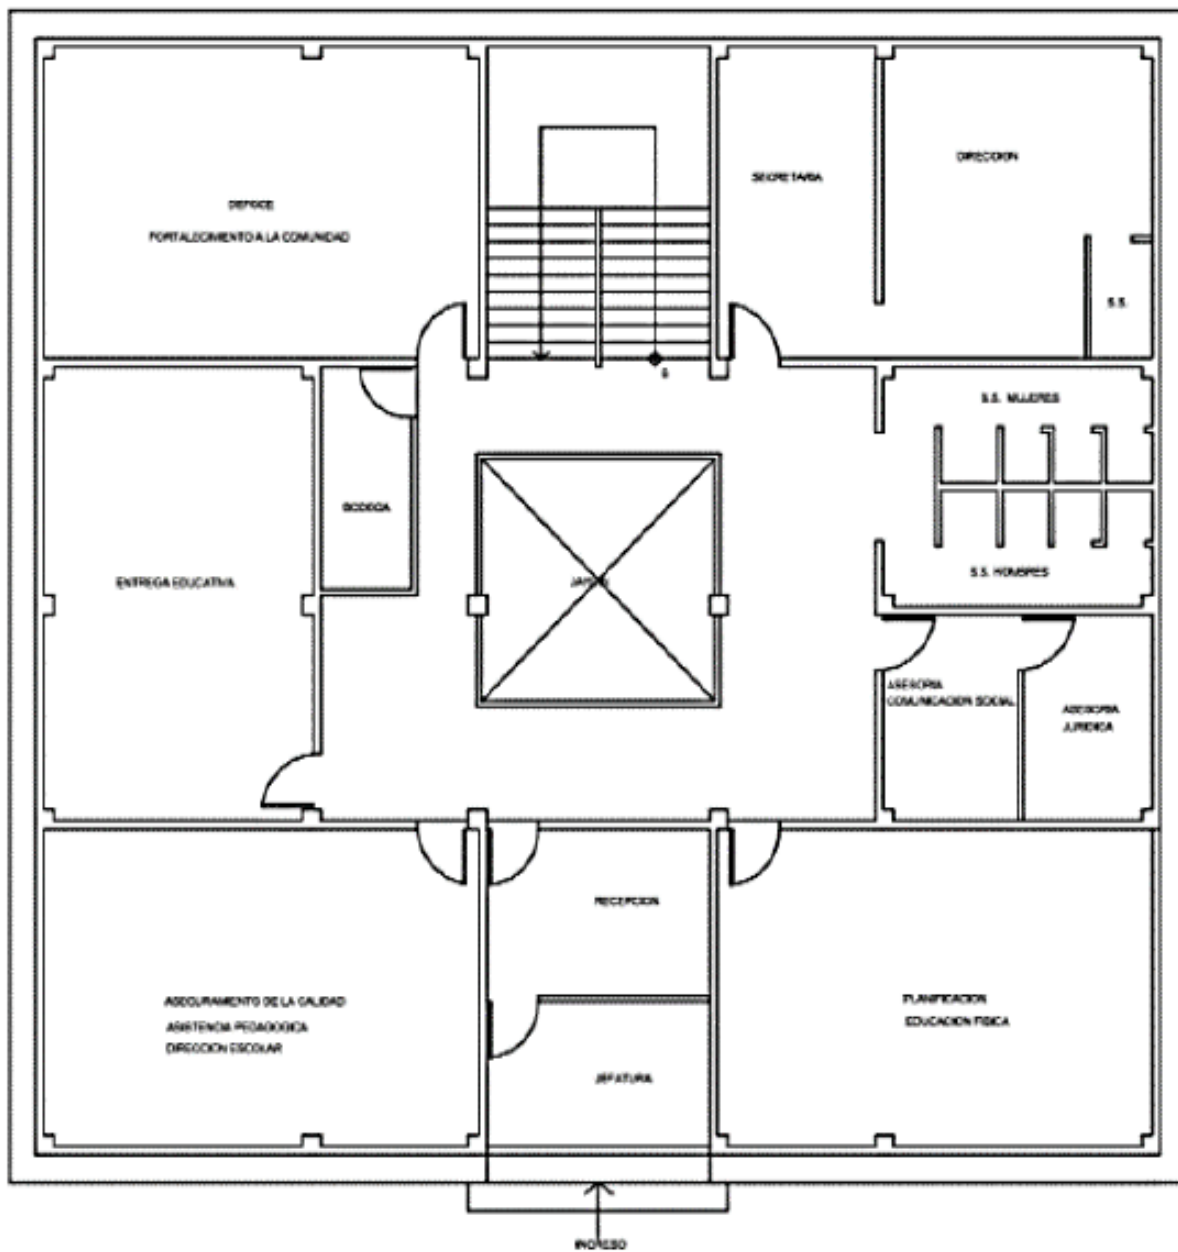 DIRECCION
SECRETARIA
DEFOCE
FORTALECIMIENTO A LA COMUNIDAD
S.S.
S
S.S. MUJERES
BODEGA
S.S. HOMBRES
ENTREGA EDUCATIVA
ASESORIA
COMUNICACION SOCIAL
ASESORIA
JURIDICA
RECEPCION
ASEGURAMIENTO DE LA CALIDAD
ASISTENCIA PEDAGOGICA
DIRECCION ESCOLAR
PLANIFICACION
EDUCACION FISICA
JEFATURA
INGRESO